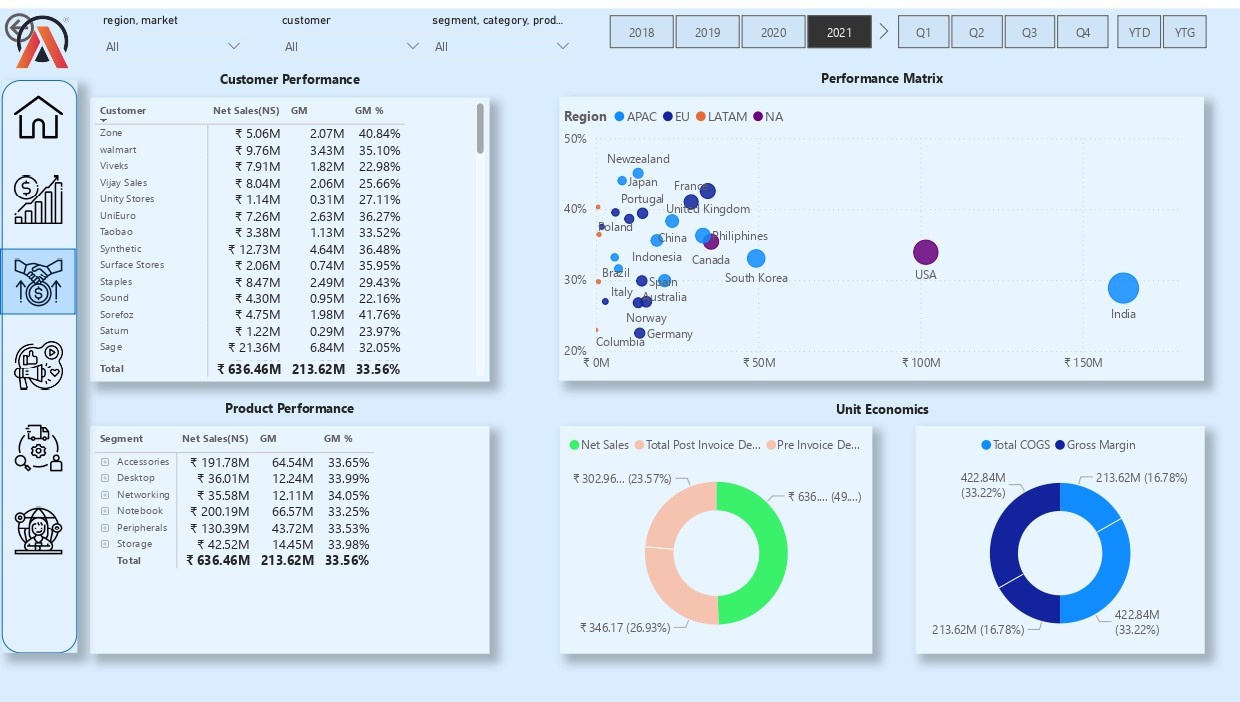 region, market
customer
segment, category, prod...
All
All
All
2018
2019
2020
2021
Q1
Q2
Q3
Q4
YTD
YTG
Customer Performance
Customer Net Sales(NS) GM GM %
Zone ₹ 5.06M 2.07M 40.84%
walmart ₹ 9.76M 3.43M 35.10%
Viveks ₹ 7.91M 1.82M 22.98%
Vijay Sales ₹ 8.04M 2.06M 25.66%
Unity Stores ₹ 1.14M 0.31M 27.11%
UniEuro ₹ 7.26M 2.63M 36.27%
Taobao ₹ 3.38M 1.13M 33.52%
Synthetic ₹ 12.73M 4.64M 36.48%
Surface Stores ₹ 2.06M 0.74M 35.95%
Staples ₹ 8.47M 2.49M 29.43%
Sound ₹ 4.30M 0.95M 22.16%
Sorefoz ₹ 4.75M 1.98M 41.76%
Saturn ₹ 1.22M 0.29M 23.97%
Sage ₹ 21.36M 6.84M 32.05%
Total ₹ 636.46M 213.62M 33.56%
Performance Matrix
Region APAC EU LATAM NA
50%
40%
30%
20%
Newzealand
Japan
France
Portugal
United Kingdom
Poland
China
Philiphines
Indonesia
Canada
USA
Brazil
South Korea
Spain
Italy
Australia
India
Norway
Germany
Columbia
₹ 0M
₹ 50M
₹ 100M
₹ 150M
Product Performance
Segment Net Sales(NS) GM GM %
Accessories ₹ 191.78M 64.54M 33.65%
Desktop ₹ 36.01M 12.24M 33.99%
Networking ₹ 35.58M 12.11M 34.05%
Notebook ₹ 200.19M 66.57M 33.25%
Peripherals ₹ 130.39M 43.72M 33.53%
Storage ₹ 42.52M 14.45M 33.98%
Total ₹ 636.46M 213.62M 33.56%
Unit Economics
Net Sales Total Post Invoice De... Pre Invoice De...
₹ 302.96... (23.57%)
₹ 636.... (49....)
₹ 346.17 (26.93%)
Total COGS Gross Margin
422.84M
(33.22%)
213.62M (16.78%)
213.62M (16.78%)
422.84M
(33.22%)